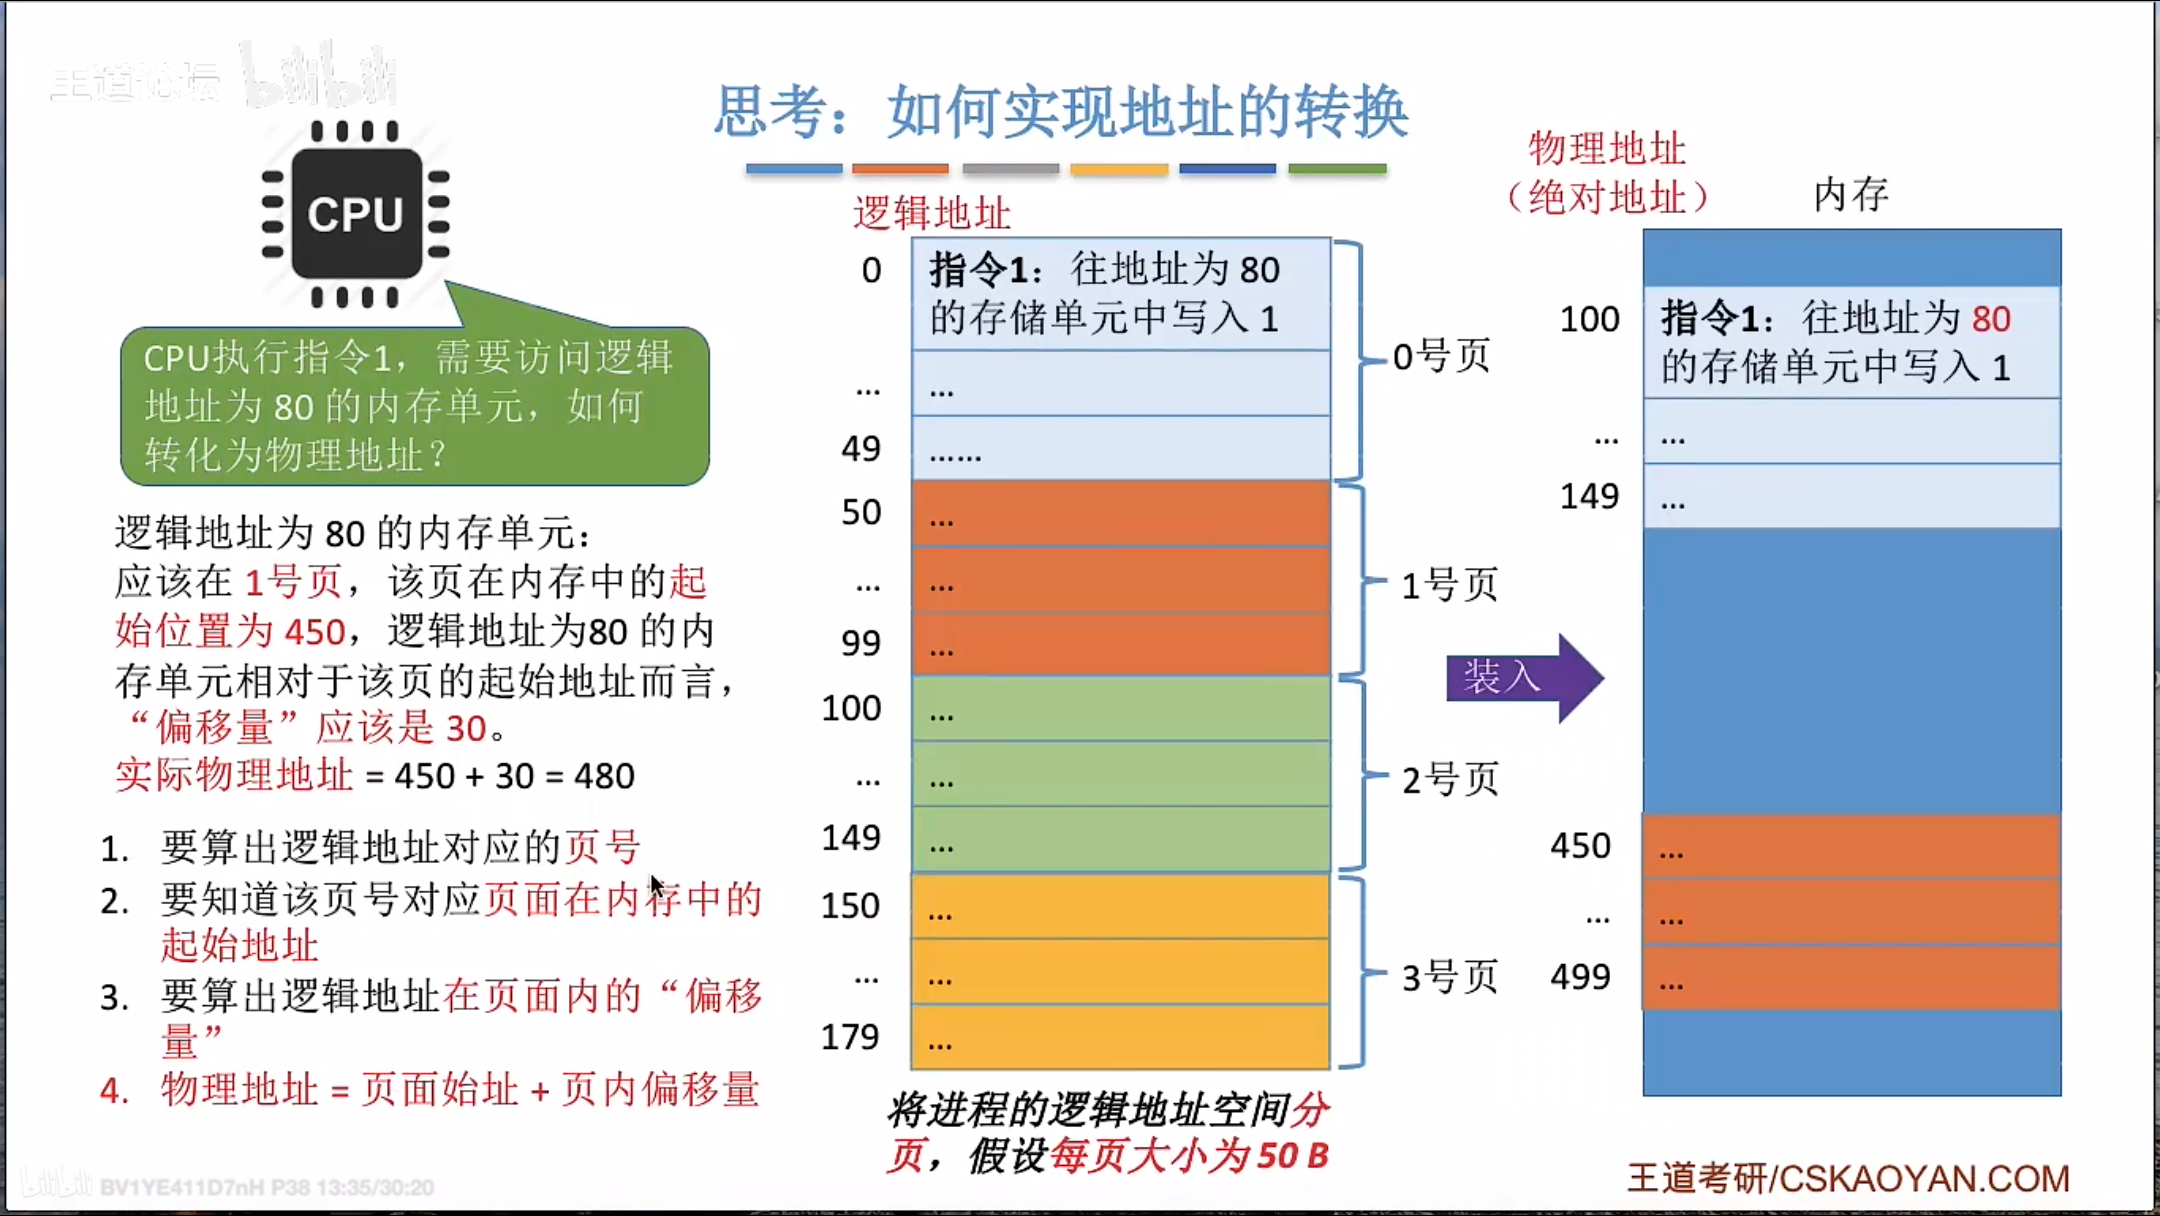 王道论坛 bilibili
思考：如何实现地址的转换
CPU
CPU执行指令1，需要访问逻辑
地址为 80 的内存单元，如何
转化为物理地址？
逻辑地址为 80 的内存单元：
应该在 1号页，该页在内存中的起
始位置为 450，逻辑地址为80 的内
存单元相对于该页的起始地址而言，
“偏移量”应该是 30。
实际物理地址 = 450 + 30 = 480
1. 要算出逻辑地址对应的页号
2. 要知道该页号对应页面在内存中的
起始地址
3. 要算出逻辑地址在页面内的“偏移
量”
4. 物理地址 = 页面始址 + 页内偏移量
逻辑地址
0 指令1：往地址为 80
的存储单元中写入 1
... ...
49 ......
0号页
50 ...
... ...
99 ...
1号页
100 ...
... ...
149 ...
2号页
150 ...
... ...
179 ...
3号页
将进程的逻辑地址空间分
页，假设每页大小为 50 B
装入
物理地址
（绝对地址）
内存
100 指令1：往地址为 80
的存储单元中写入 1
... ...
149 ...
450 ...
... ...
499 ...
bilibili BV1YE411D7nH P38 13:35/30:20
王道考研/CSKAOYAN.COM